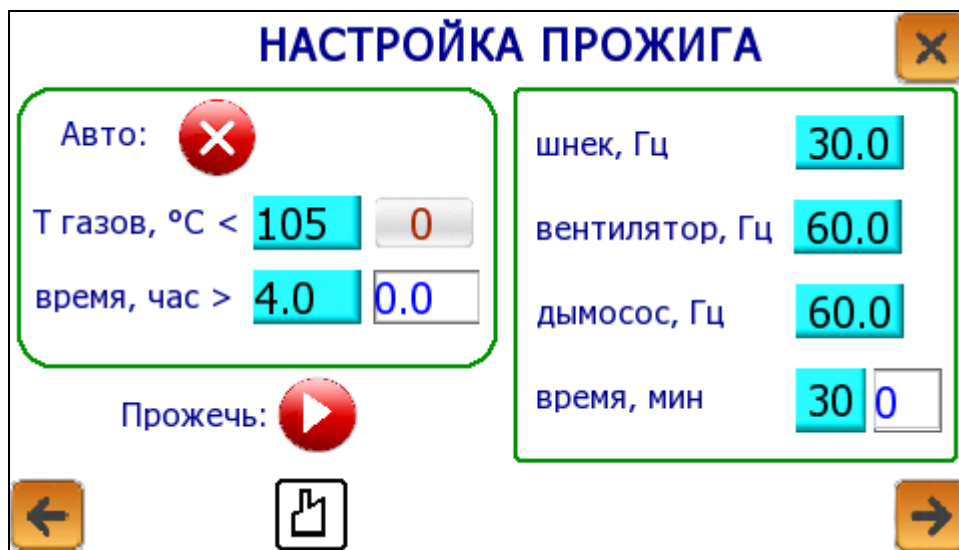 НАСТРОЙКА ПРОЖИГА
Авто:
Т газов, °C < 105 0
время, час > 4.0 0.0
Прожечь:
шнек, Гц 30.0
вентилятор, Гц 60.0
дымосос, Гц 60.0
время, мин 30 0